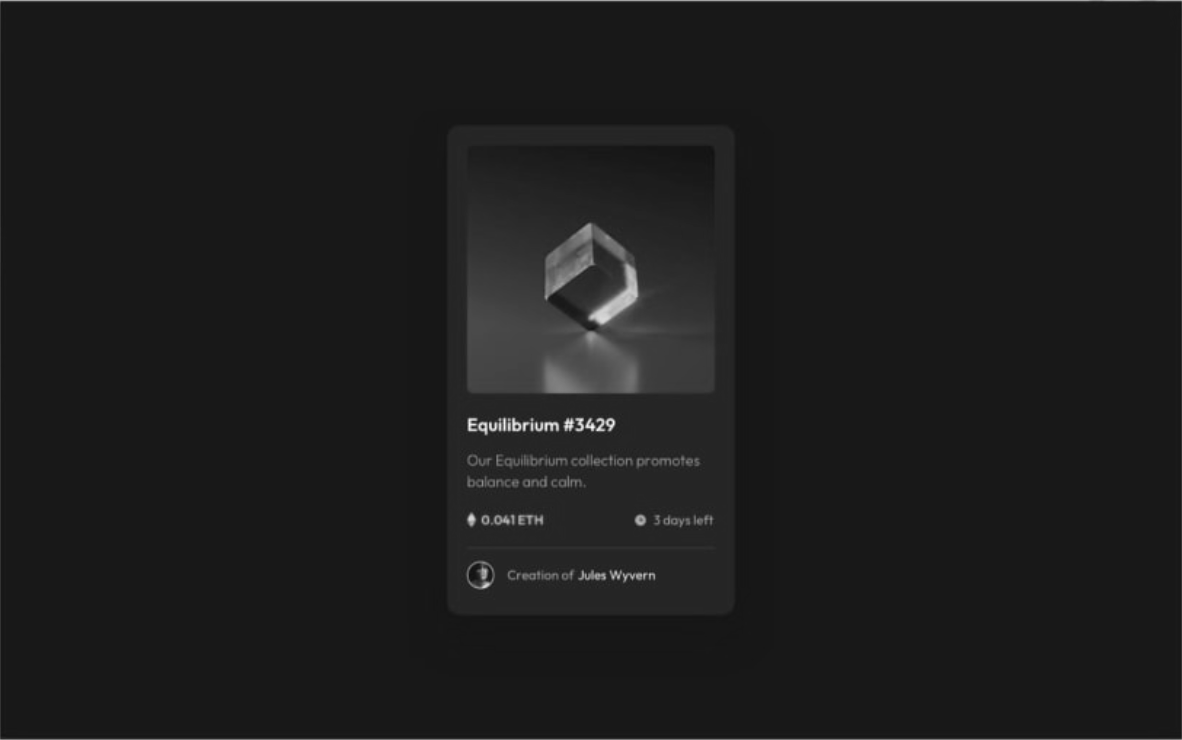 Equilibrium #3429
Our Equilibrium collection promotes
balance and calm.
0.041 ETH
3 days left
Creation of Jules Wyvern